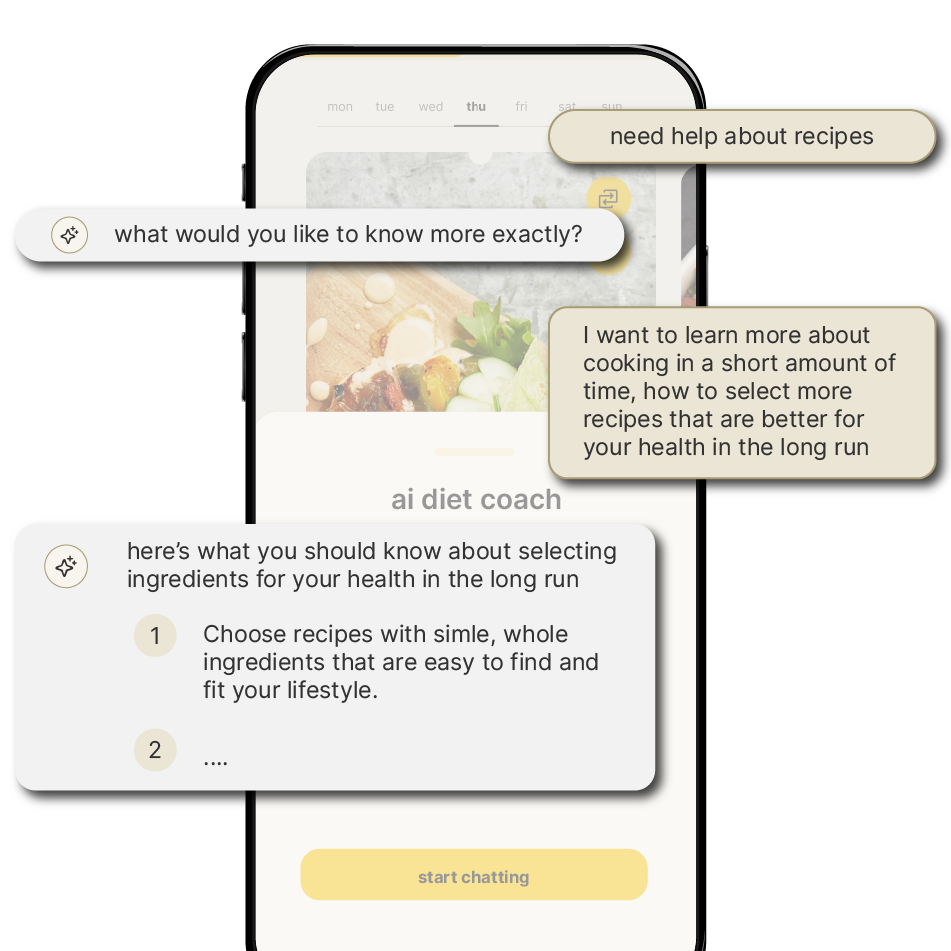 mon tue wed thu fri sat sun
need help about recipes
what would you like to know more exactly?
I want to learn more about
cooking in a short amount of
time, how to select more
recipes that are better for
your health in the long run
ai diet coach
here’s what you should know about selecting
ingredients for your health in the long run
1 Choose recipes with simle, whole
ingredients that are easy to find and
fit your lifestyle.
2 ....
start chatting